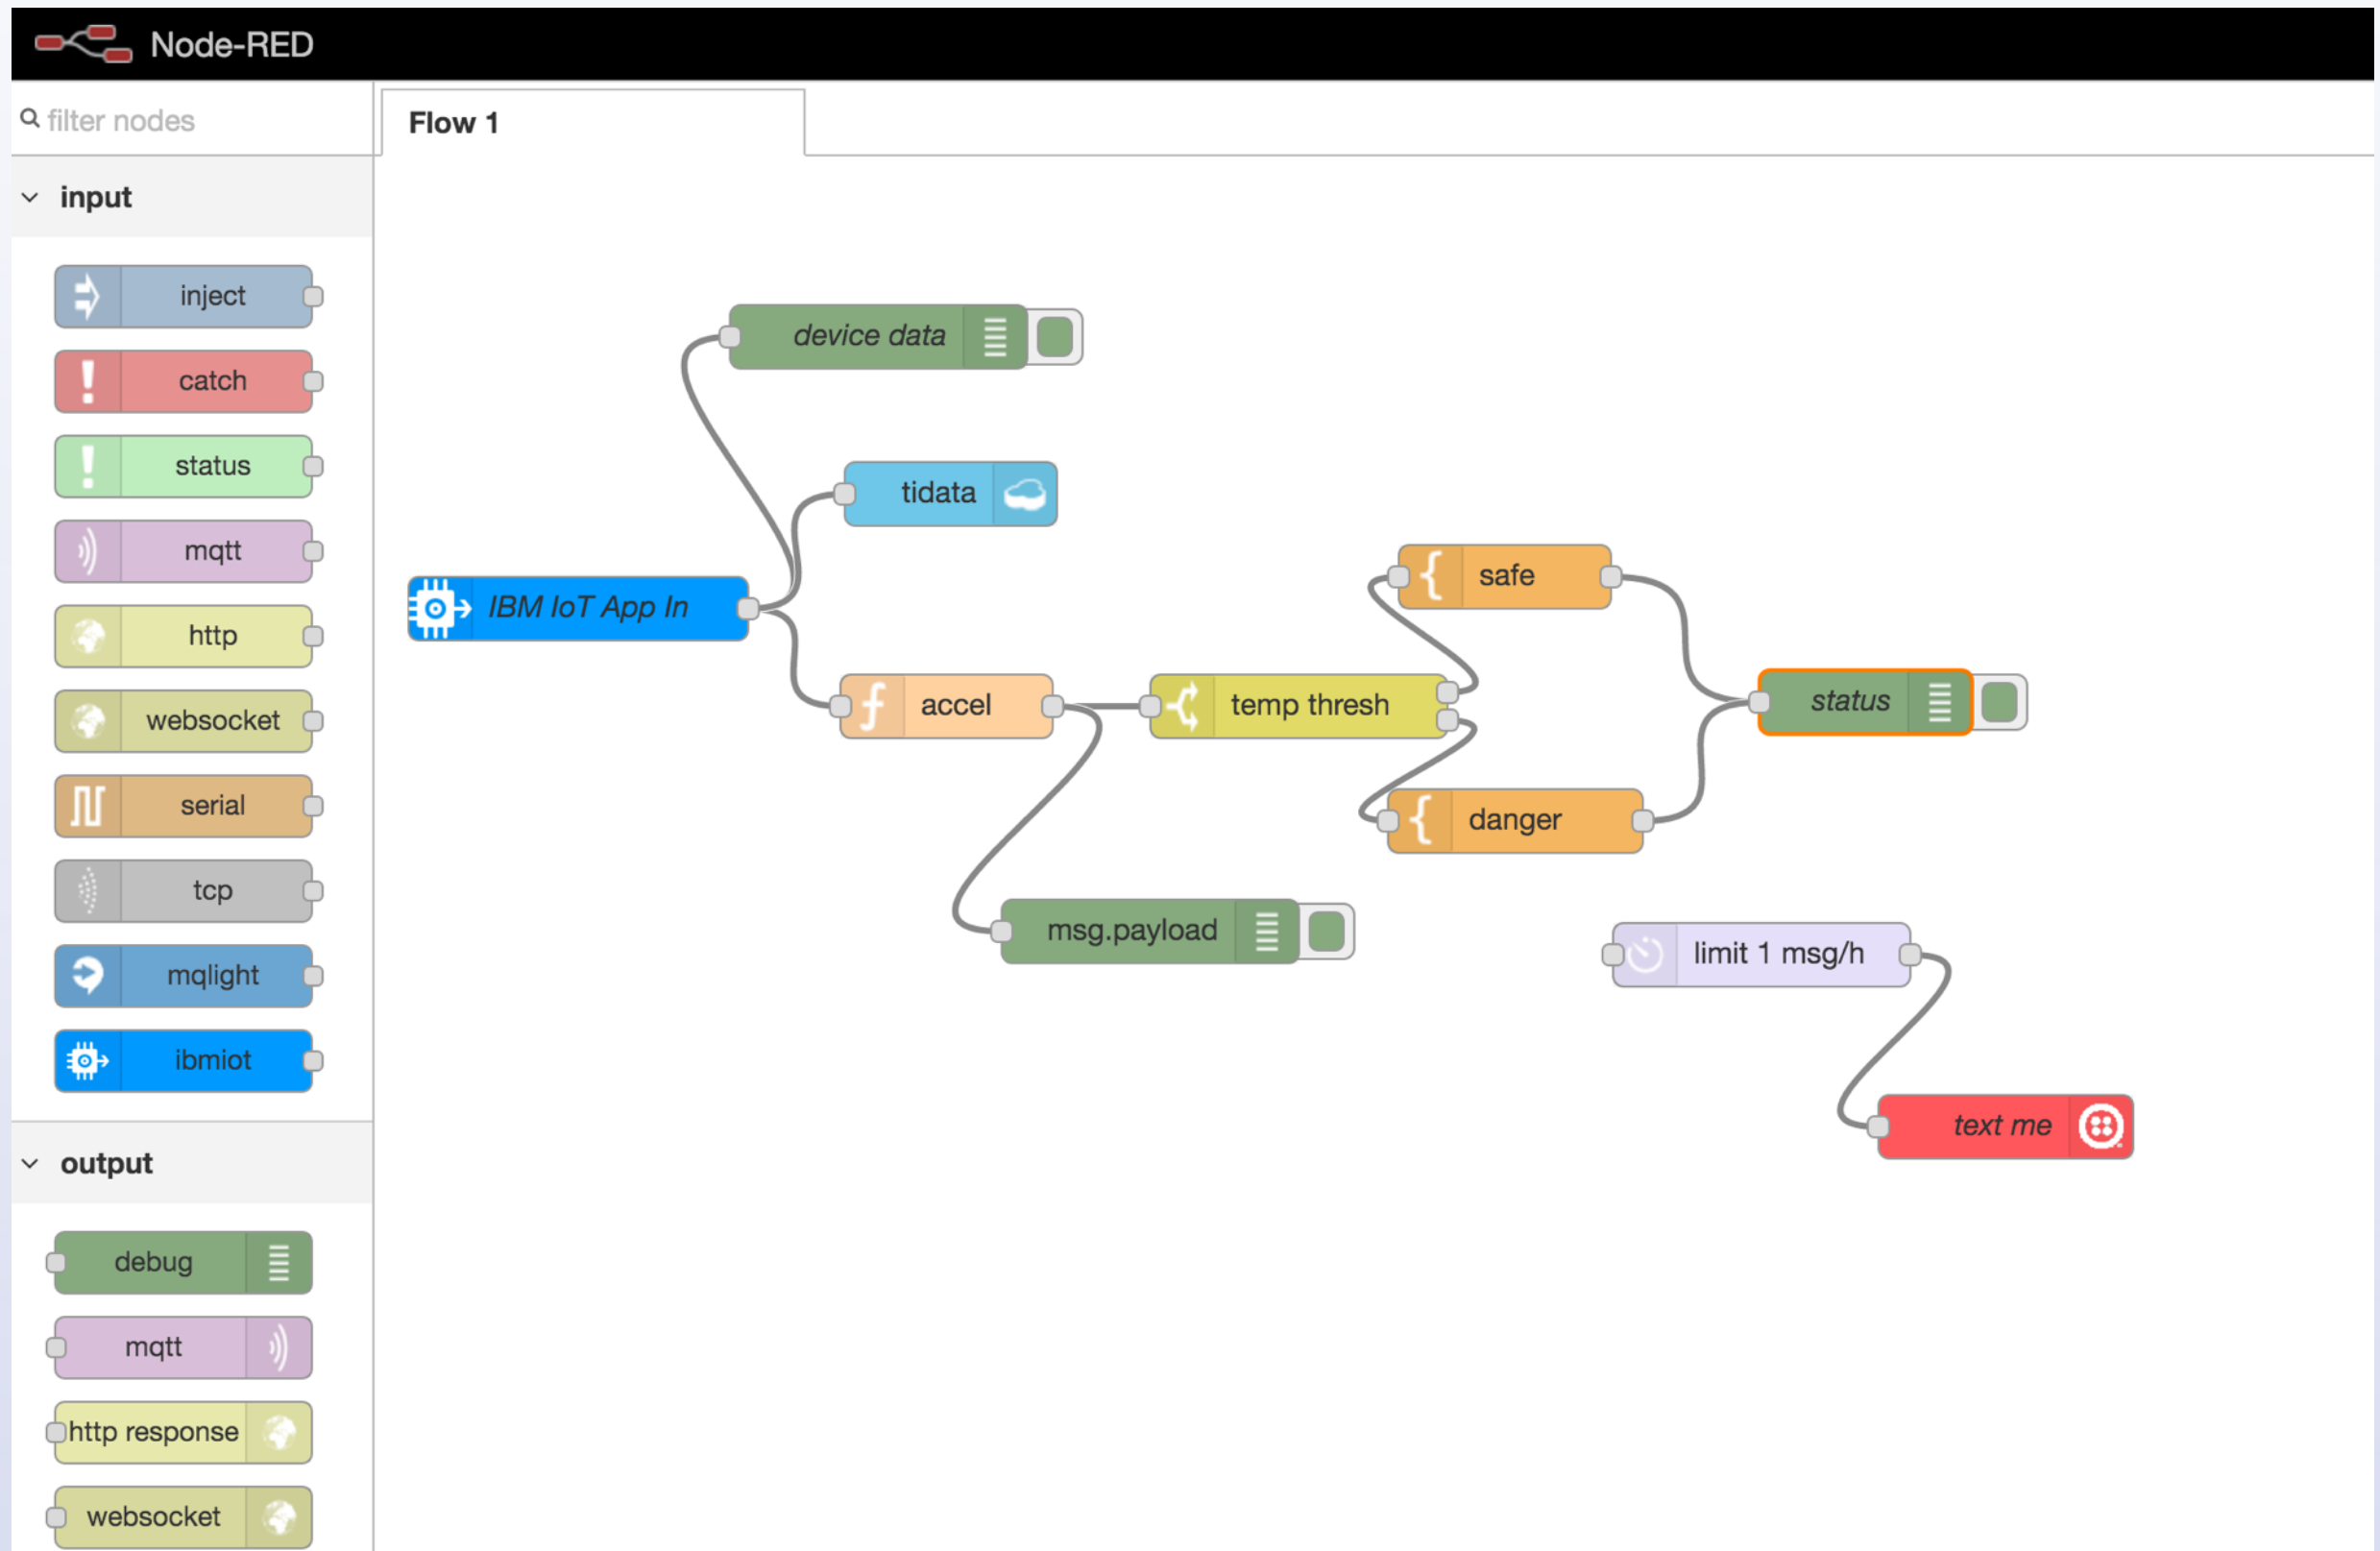 Node-RED
filter nodes
Flow 1
input
inject
catch
status
mqtt
http
websocket
serial
tcp
mqlight
ibmiot
output
debug
mqtt
http response
websocket
device data
tidata
IBM IoT App In
safe
accel
temp thresh
status
danger
msg.payload
limit 1 msg/h
text me